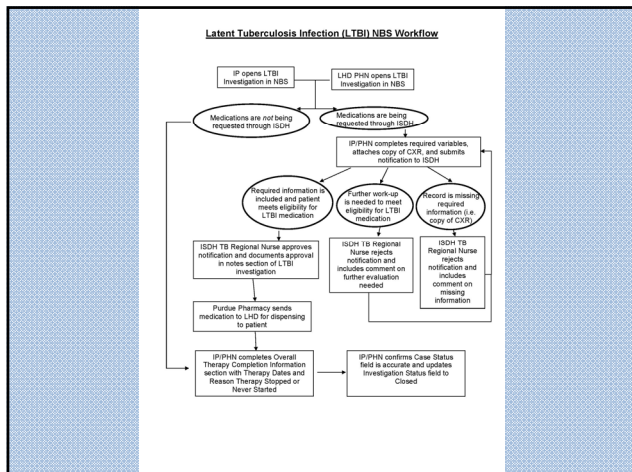 Latent Tuberculosis Infection (LTBI) NBS Workflow
IP opens LTBI
Investigation in NBS
LHD PHN opens LTBI
Investigation in NBS
Medications are not being
requested through ISDH
Medications are being
requested through ISDH
IP/PHN completes required variables,
attaches copy of CXR, and submits
notification to ISDH
Required information is
included and patient
meets eligibility for
LTBI medication
Further work-up
is needed to meet
eligibility for LTBI
medication
Record is missing
required
information (i.e.
copy of CXR)
ISDH TB Regional Nurse approves
notification and documents approval
in notes section of LTBI
investigation
ISDH TB Regional
Nurse rejects
notification and
includes comment on
further evaluation
needed
ISDH TB
Regional Nurse
rejects
notification and
includes
comment on
missing
information
Purdue Pharmacy sends
medication to LHD for dispensing
to patient
IP/PHN completes Overall
Therapy Completion Information
section with Therapy Dates and
Reason Therapy Stopped or
Never Started
IP/PHN confirms Case Status
field is accurate and updates
Investigation Status field to
Closed